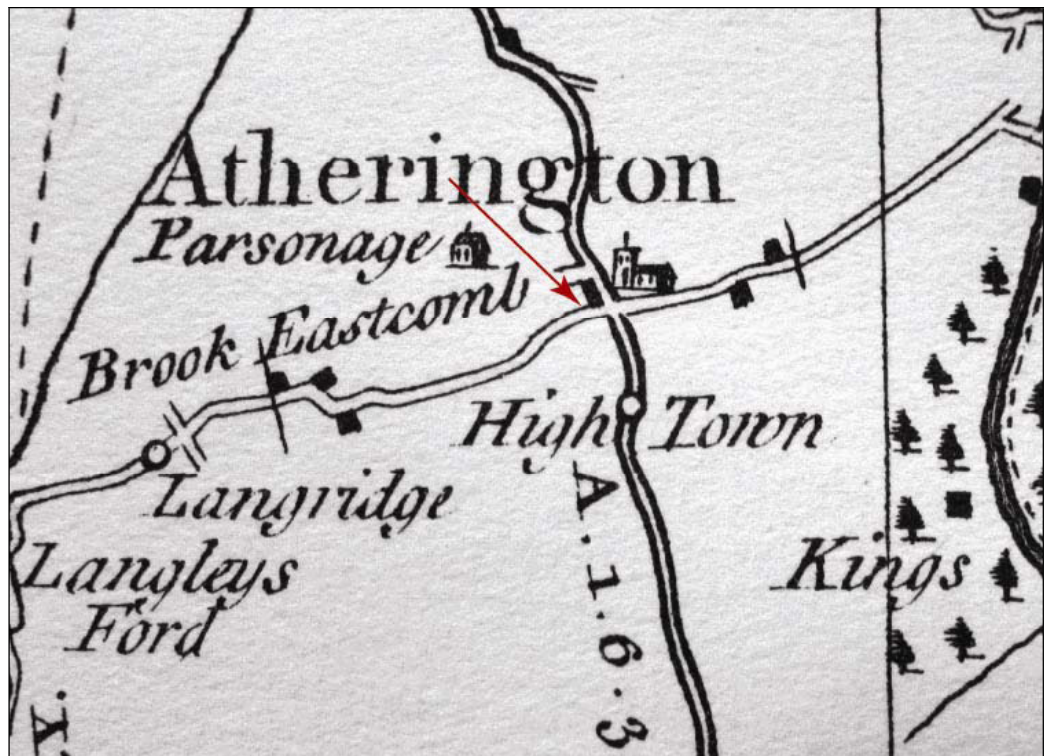 Atherington
Parsonage
Brook Eastcomb
High Town
Langridge
A.1.6.3
Langleys
Ford
Kings
X.